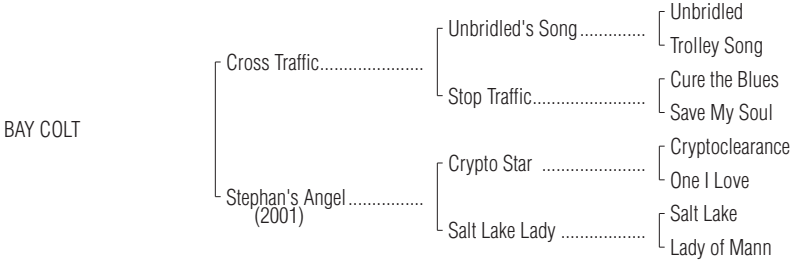 Unbridled
Unbridled's Song..............
Trolley Song
Cross Traffic......................
Cure the Blues
Stop Traffic........................
Save My Soul
BAY COLT
Cryptoclearance
Crypto Star ......................
One I Love
Stephan's Angel................
(2001)
Salt Lake
Salt Lake Lady ..................
Lady of Mann